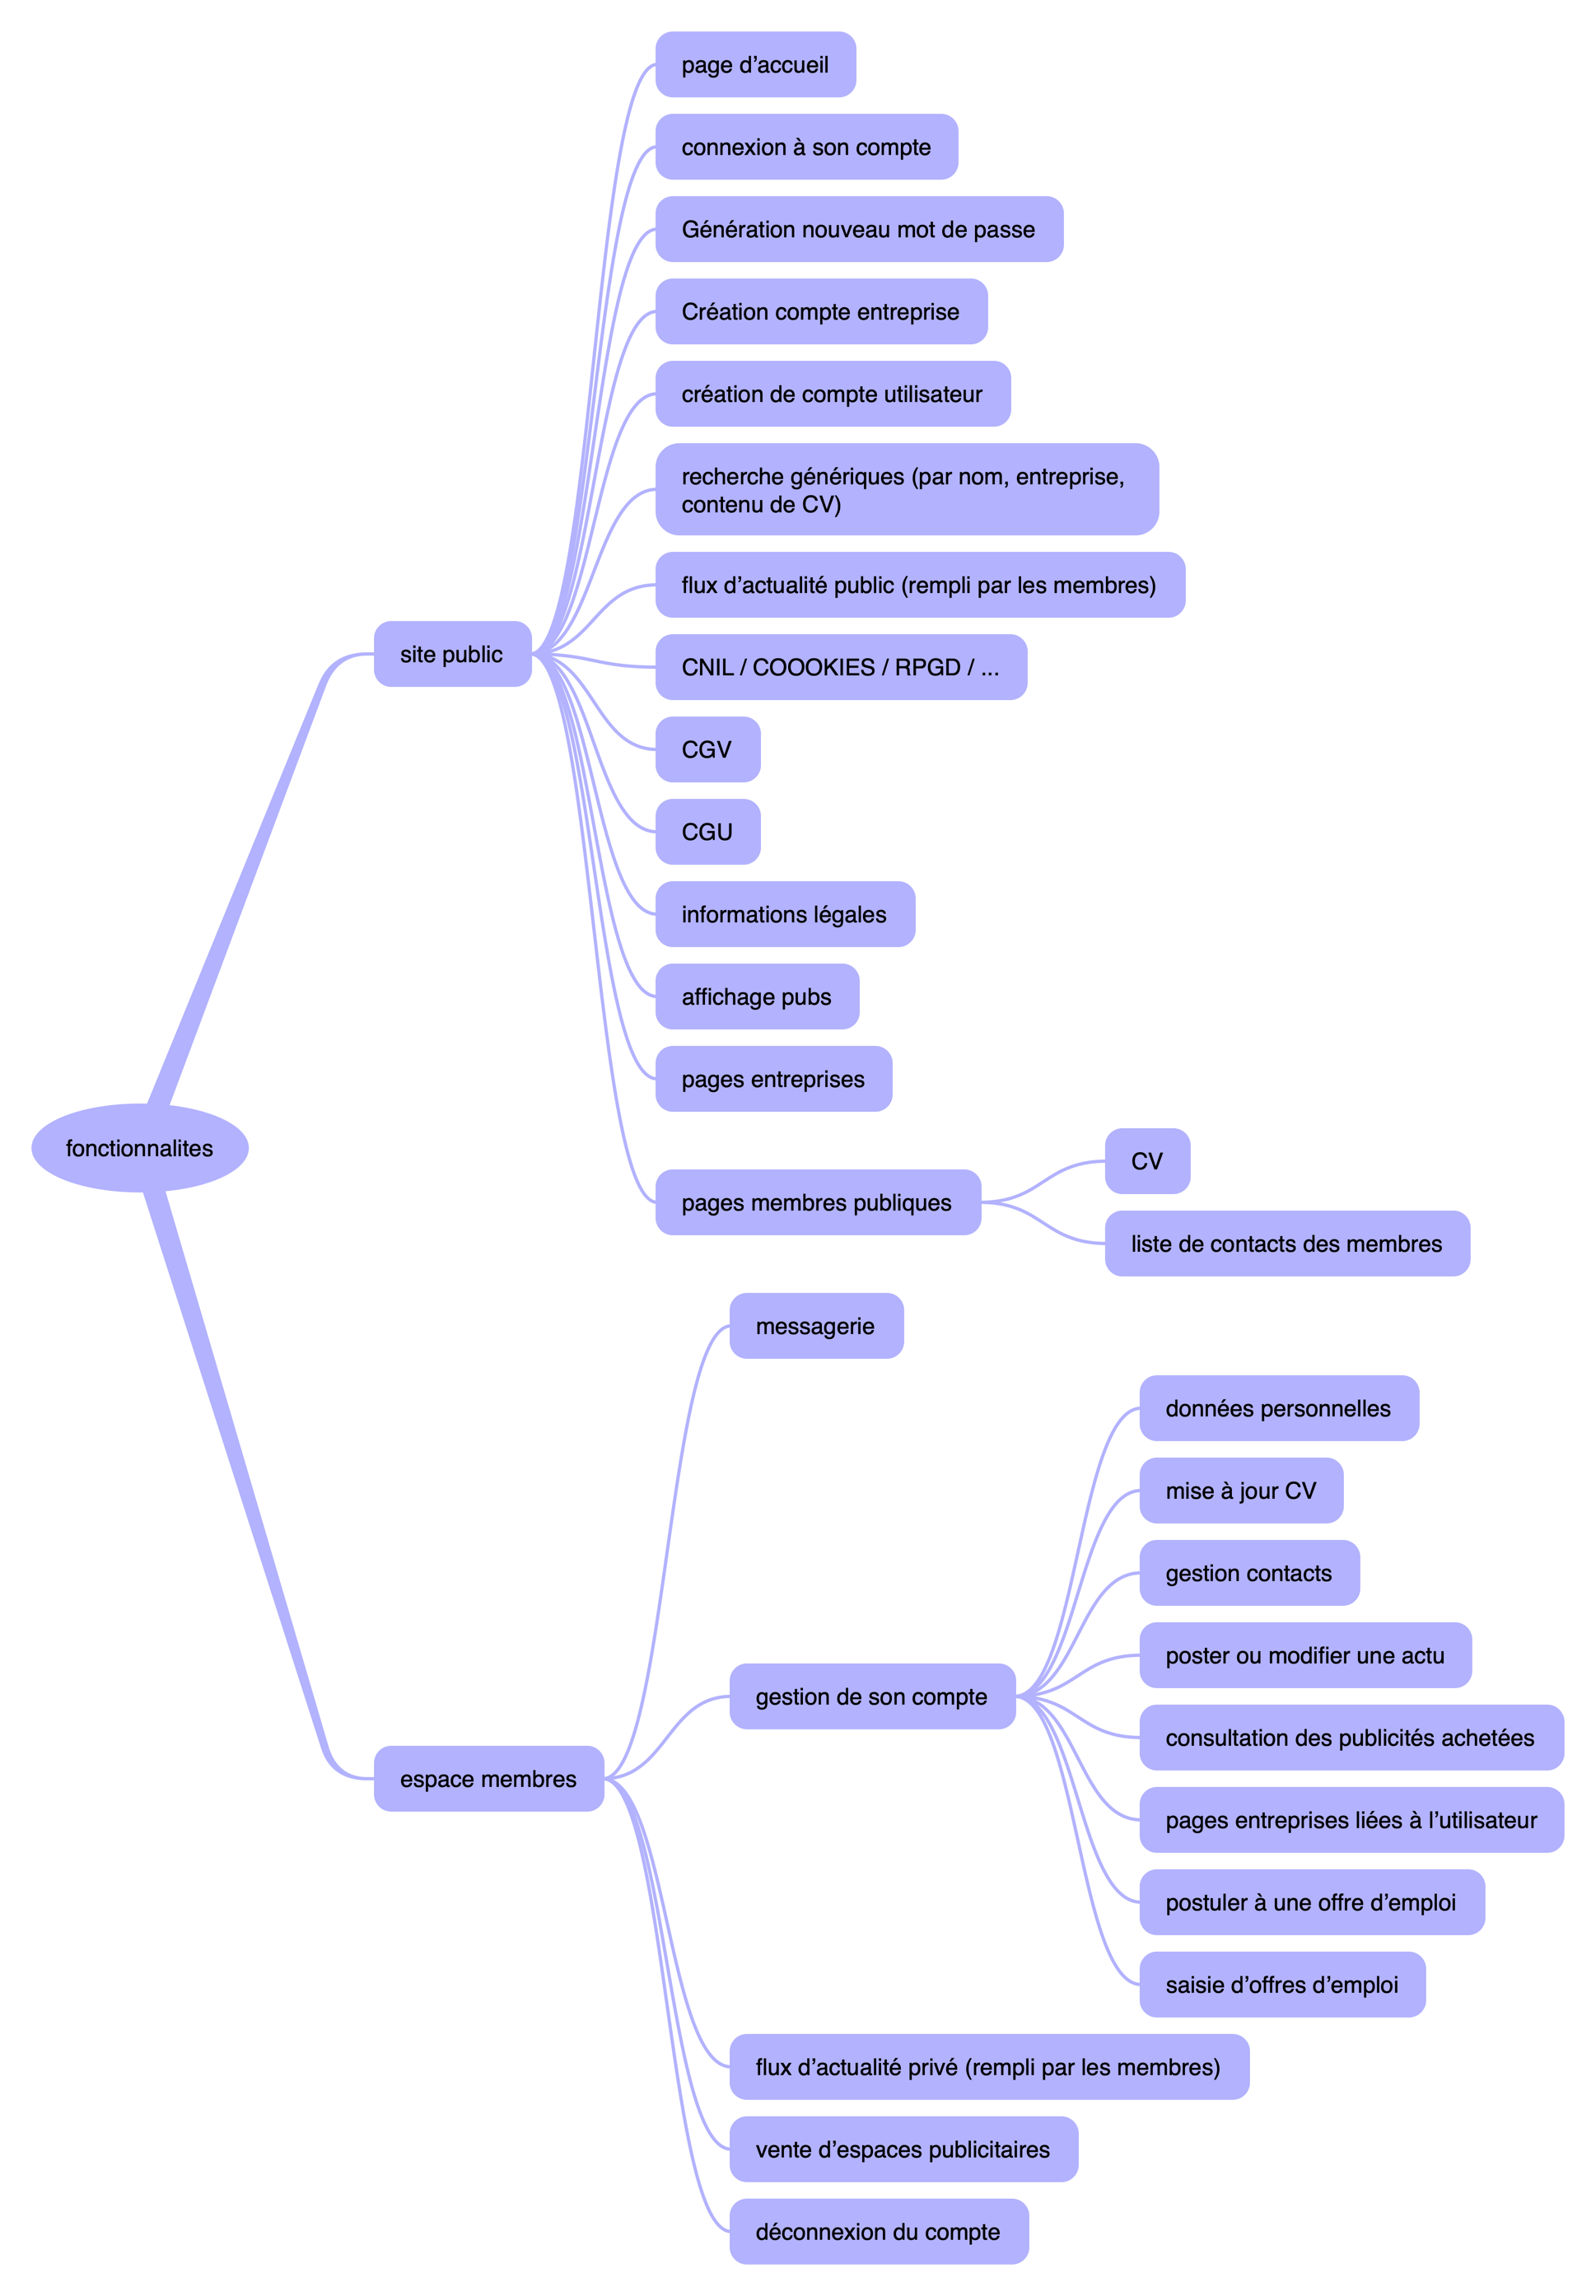 page d’accueil
connexion à son compte
Génération nouveau mot de passe
Création compte entreprise
création de compte utilisateur
recherche génériques (par nom, entreprise,
contenu de CV)
flux d’actualité public (rempli par les membres)
site public
CNIL / COOOKIES / RPGD / ...
CGV
CGU
informations légales
affichage pubs
pages entreprises
fonctionnalites
CV
pages membres publiques
liste de contacts des membres
messagerie
données personnelles
mise à jour CV
gestion contacts
poster ou modifier une actu
gestion de son compte
consultation des publicités achetées
espace membres
pages entreprises liées à l’utilisateur
postuler à une offre d’emploi
saisie d’offres d’emploi
flux d’actualité privé (rempli par les membres)
vente d’espaces publicitaires
déconnexion du compte